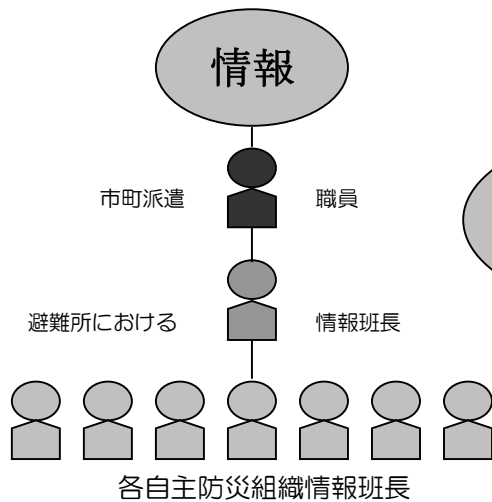 情報
市町派遣 職員
避難所における 情報班長
各自主防災組織情報班長